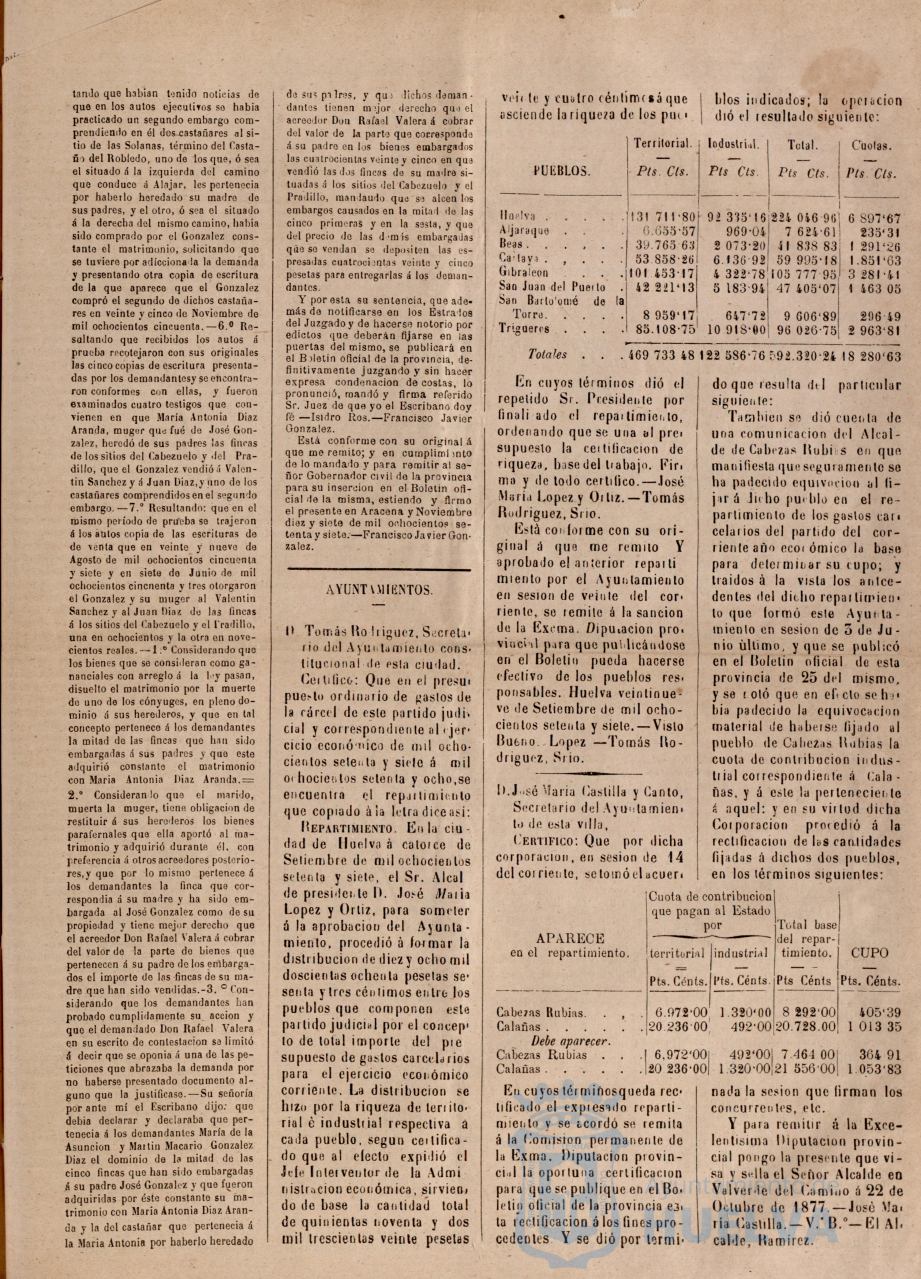 tando que habian tenido noticias de
que en los autos ejecutivos se habia
practicado un segundo embargo com-
prendiendo en él dos castañares al si-
tio de las Solanas, término del Casta-
ño del Robledo, uno de los que, ó sea
el situado á la izquierda del camino
que conduce á Alajar, les pertenecia
por haberlo heredado su madre de
sus padres, y el otro, ó sea el situado
á la derecha del mismo camino, habia
sido comprado por el Gonzalez cons-
tante el matrimonio, solicitando que
se tuviere por adicciona la demanda
y presentando otra copia de escritura
de la que aparece que el Gonzalez
compró el segundo de dichos castaña-
res en veinte y cinco de Noviembre de
mil ochocientos cincuenta.—6.º Re-
sultando que recibidos los autos á
prueba recotejaron con sus originales
las cinco copias de escritura presenta-
das por los demandantes y se encontra-
ron conformes con ellas, y fueron
examinados cuatro testigos que con-
vienen en que Maria Antonia Diaz
Aranda, muger que fué de José Gon-
zalez, heredó de sus padres las fincas
de los sitios del Cabezuelo y del Pra-
dillo, que el Gonzalez vendió á Valen-
tin Sanchez y á Juan Diaz, y uno de los
castañares comprendidos en el segundo
embargo.—7.º Resultando: que en el
mismo período de prueba se trajeron
á los autos copia de las escrituras de
de venta que en veinte y nueve de
Agosto de mil ochocientos cincuenta
y siete y en siete de Junio de mil
ochocientos cincnenta y tres otorgaron
el Gonzalez y su muger al Valentin
Sanchez y al Juan Diaz de las fincas
á los sitios del Cabezuelo y el Pradillo,
una en ochocientos y la otra en nove-
cientos reales.—1.º Considerando que
los bienes que se consideran como ga-
nanciales con arreglo á la ley pasan,
disuelto el matrimonio por la muerte
de uno de los cónyuges, en pleno do-
minio á sus herederos, y que en tal
concepto pertenece á los demandantes
la mitad de las fincas que han sido
embargadas á sus padres y que este
adquirió constante el matrimonio
con Maria Antonia Diaz Aranda.—
2.º Considerando que el marido,
muerta la muger, tiene obligacion de
restituir á sus herederos los bienes
parafernales que ella aportó al ma-
trimonio y adquirió durante él, con
preferencia á otros acreedores posterio-
res, y que por lo mismo pertenece á
los demandantes la finca que cor-
respondia á su madre y ha sido em-
bargada al José Gonzalez como de su
propiedad y tiene mejor derecho que
el acreedor Don Rafael Valera á cobrar
del valor de la parte de bienes que
pertenecen á su padre de los embarga-
dos el importe de las fincas de su ma-
dre que han sido vendidas.-3.º Con-
siderando que los demandantes han
probado cumplidamente su accion y
que el demandado Don Rafael Valera
en su escrito de contestacion se limitó
á decir que se oponia á una de las pe-
ticiones que abrazaba la demanda por
no haberse presentado documento al-
guno que la justificase.—Su señoría
por ante mí el Escribano dijo: que
debia declarar y declaraba que per-
tenecia á los demandantes María de la
Asuncion y Martin Macario Gonzalez
Diaz el dominio de la mitad de las
cinco fincas que han sido embargadas
á su padre José Gonzalez y que fueron
adquiridas por éste constante su ma-
trimonio con Maria Antonia Diaz Aran-
da y la del castañar que pertenecia á
la Maria Antonia por haberlo heredado
de sus padres, y que dichos deman-
dantes tienen mejor derecho que el
acreedor Don Rafael Valera á cobrar
del valor de la parte que corresponde
á su padre en los bienes embargados
las cuatrocientas veinte y cinco en que
vendió las dos fincas de su madre si-
tuadas á los sitios del Cabezuelo y el
Pradillo, mandando que se alcen los
embargos causados en la mitad de las
cinco primeras y en la sesta, y que
del precio de las demás embargadas
que se vendan se depositen las es-
presadas cuatrocientas veinte y cinco
pesetas para entregarlas á los deman-
dantes.
Y por esta su sentencia, que ade-
más de notificarse en los Estrados
del Juzgado y de hacerse notorio por
edictos que deberán fijarse en las
puertas del mismo, se publicará en
el Boletin oficial de la provincia, de-
finitivamente juzgando y sin hacer
expresa condenacion de costas, lo
pronunció, mandó y firma referido
Sr. Juez de que yo el Escribano doy
fé—Isidro Ros.—Francisco Javier
Gonzalez.
Está conforme con su original á
que me remito; y en cumplimiento
de lo mandado y para remitir al se-
ñor Gobernador civil de la provincia
para su insercion en el Boletin ofi-
cial de la misma, estiendo y firmo
el presente en Aracena y Noviembre
diez y siete de mil ochocientos se-
tenta y siete.—Francisco Javier Gon-
zalez.
AYUNTAMIENTOS.
D. Tomás Rodriguez, Secreta-
rio del Ayuntamiento cons-
titucional de esta ciudad.
Certifico: Que en el presu-
puesto ordinario de gastos de
la cárcel de este partido judi-
cial y correspondiente al ejer-
cicio económico de mil ocho-
cientos setenta y siete á mil
ochocientos setenta y ocho, se
encuentra el repartimiento
que copiado á la letra dice asi:
REPARTIMIENTO. En la ciu-
dad de Huelva á catorce de
Setiembre de mil ochocientos
setenta y siete, el Sr. Alcal
de presidente D. José Maria
Lopez y Ortiz, para someter
á la aprobacion del Ayunta-
miento, procedió á formar la
distribucion de diez y ocho mil
doscientas ochenta pesetas se-
senta y tres céntimos entre los
pueblos que componen este
partido judicial por el concep-
to de total importe del pre
supuesto de gastos carcelarios
para el ejercicio económico
corriente. La distribucion se
hizo por la riqueza de territo-
rial é industrial respectiva á
cada pueblo, segun certifica-
do que al efecto expidió el
Jefe Interventor de la Admi
nistracion económica, sirvien-
do de base la cantidad total
de quinientas noventa y dos
mil trescientas veinte pesetas
veinte y cuatro céntimos á que
asciende la riqueza de los pue-
blos indicados; la operacion
dió el resultado siguiente:
PUEBLOS. Territorial. Industrial. Total. Cuotas.
Pts. Cts. Pts Cts. Pts Cts. Pts. Cts.
Huelva . . . . 131 711·80 92 335·16 224 046 96 6 897·67
Aljaraque . . . 6.655·57 969·04 7 624·61 235·31
Beas . . . . . 39.765 63 2 073·20 41 838 83 1 291·26
Cartaya . . . . 53 858·26 6.136·92 59 995·18 1.851·63
Gibraleon . . . 101 453·17 4 322·78 105 777 95 3 281·41
San Juan del Puerto . 42 221·13 5 183·94 47 405·07 1 463 05
San Bartolomé de la
Torre. . . . . 8 959·17 647·72 9 606·89 296·49
Trigueros . . . . 85.108·75 10 918·00 96 026·75 2 963·81
Totales . . . 469 733 48 122 586·76 592.320·24 18 280·63
En cuyos términos dió el
repetido Sr. Presidente por
finalizado el repartimiento,
ordenando que se una al pre-
supuesto la certificacion de
riqueza, base del trabajo. Fir-
ma y de todo certifico.—José
Maria Lopez y Ortiz.—Tomás
Rodriguez, Srio.
Está conforme con su ori-
ginal á que me remito Y
aprobado el anterior reparti
miento por el Ayuntamiento
en sesion de veinte del cor-
riente, se remite á la sancion
de la Excma. Diputacion pro-
vincial para que publicándose
en el Boletin pueda hacerse
efectivo de los pueblos res-
ponsables. Huelva veintinue-
ve de Setiembre de mil ocho-
cientos setenta y siete.—Visto
Bueno. Lopez—Tomás Ro-
driguez, Srio.
D. José María Castilla y Canto,
Secretario del Ayuntamien-
to de esta villa,
CERTIFICO: Que por dicha
corporacion, en sesion de 14
del corriente, se tomó el acuer-
do que resulta del particular
siguiente:
Tambien se dió cuenta de
una comunicacion del Alcal-
de de Cabezas Rubias en que
manifiesta que seguramente se
ha padecido equivocacion al fi-
jar á dicho pueblo en el re-
partimiento de los gastos car-
celarios del partido del cor-
riente año económico la base
para determinar su cupo; y
traidos á la vista los antece-
dentes del dicho repartimien-
to que formó este Ayunta-
miento en sesion de 3 de Ju-
nio último, y que se publicó
en el Boletin oficial de esta
provincia de 25 del mismo,
y se notó que en efecto se ha-
bia padecido la equivocacion
material de haberse fijado al
pueblo de Cabezas Rubias la
cuota de contribucion indus-
trial correspondiente á Cala-
ñas, y á este la perteneciente
á aquel: y en su virtud dicha
Corporacion procedió á la
rectificacion de las cantidades
fijadas á dichos dos pueblos,
en los términos siguientes:
APARECE
en el repartimiento.
Cuota de contribucion
que pagan al Estado
por
territorial industrial
Total base
del repar-
timiento.
CUPO
Pts. Cénts. Pts. Cénts. Pts Cénts Pts. Cénts.
Cabezas Rubias. . , . 6.972·00 1.320·00 8 292·00 405·39
Calañas . . . . . . 20.236 00 492·00 20.728.00 1 013 35
Debe aparecer.
Cabezas Rubias . . . 6.972·00 492·00 7.464 00 364 91
Calañas . . . . . . 20 236·00 1.320·00 21 556·00 1·053·83
En cuyos términos queda rec-
tificado el expresado reparti-
miento y se acordó se remita
á la Comision permanente de
la Exma. Diputacion provin-
cial la oportuna certificacion
para que se publique en el Bo-
letin oficial de la provincia es-
ta rectificacion á los fines pro-
cedentes Y se dió por termi-
nada la sesion que firman los
concurrentes, etc.
Y para remitir á la Exce-
lentisima Diputacion provin-
cial pongo la presente que vi-
sa y sella el Señor Alcalde en
Valverde del Camino á 22 de
Octubre de 1877.—José Ma-
ria Castilla.—V.º B.º—El Al-
calde, Ramirez.